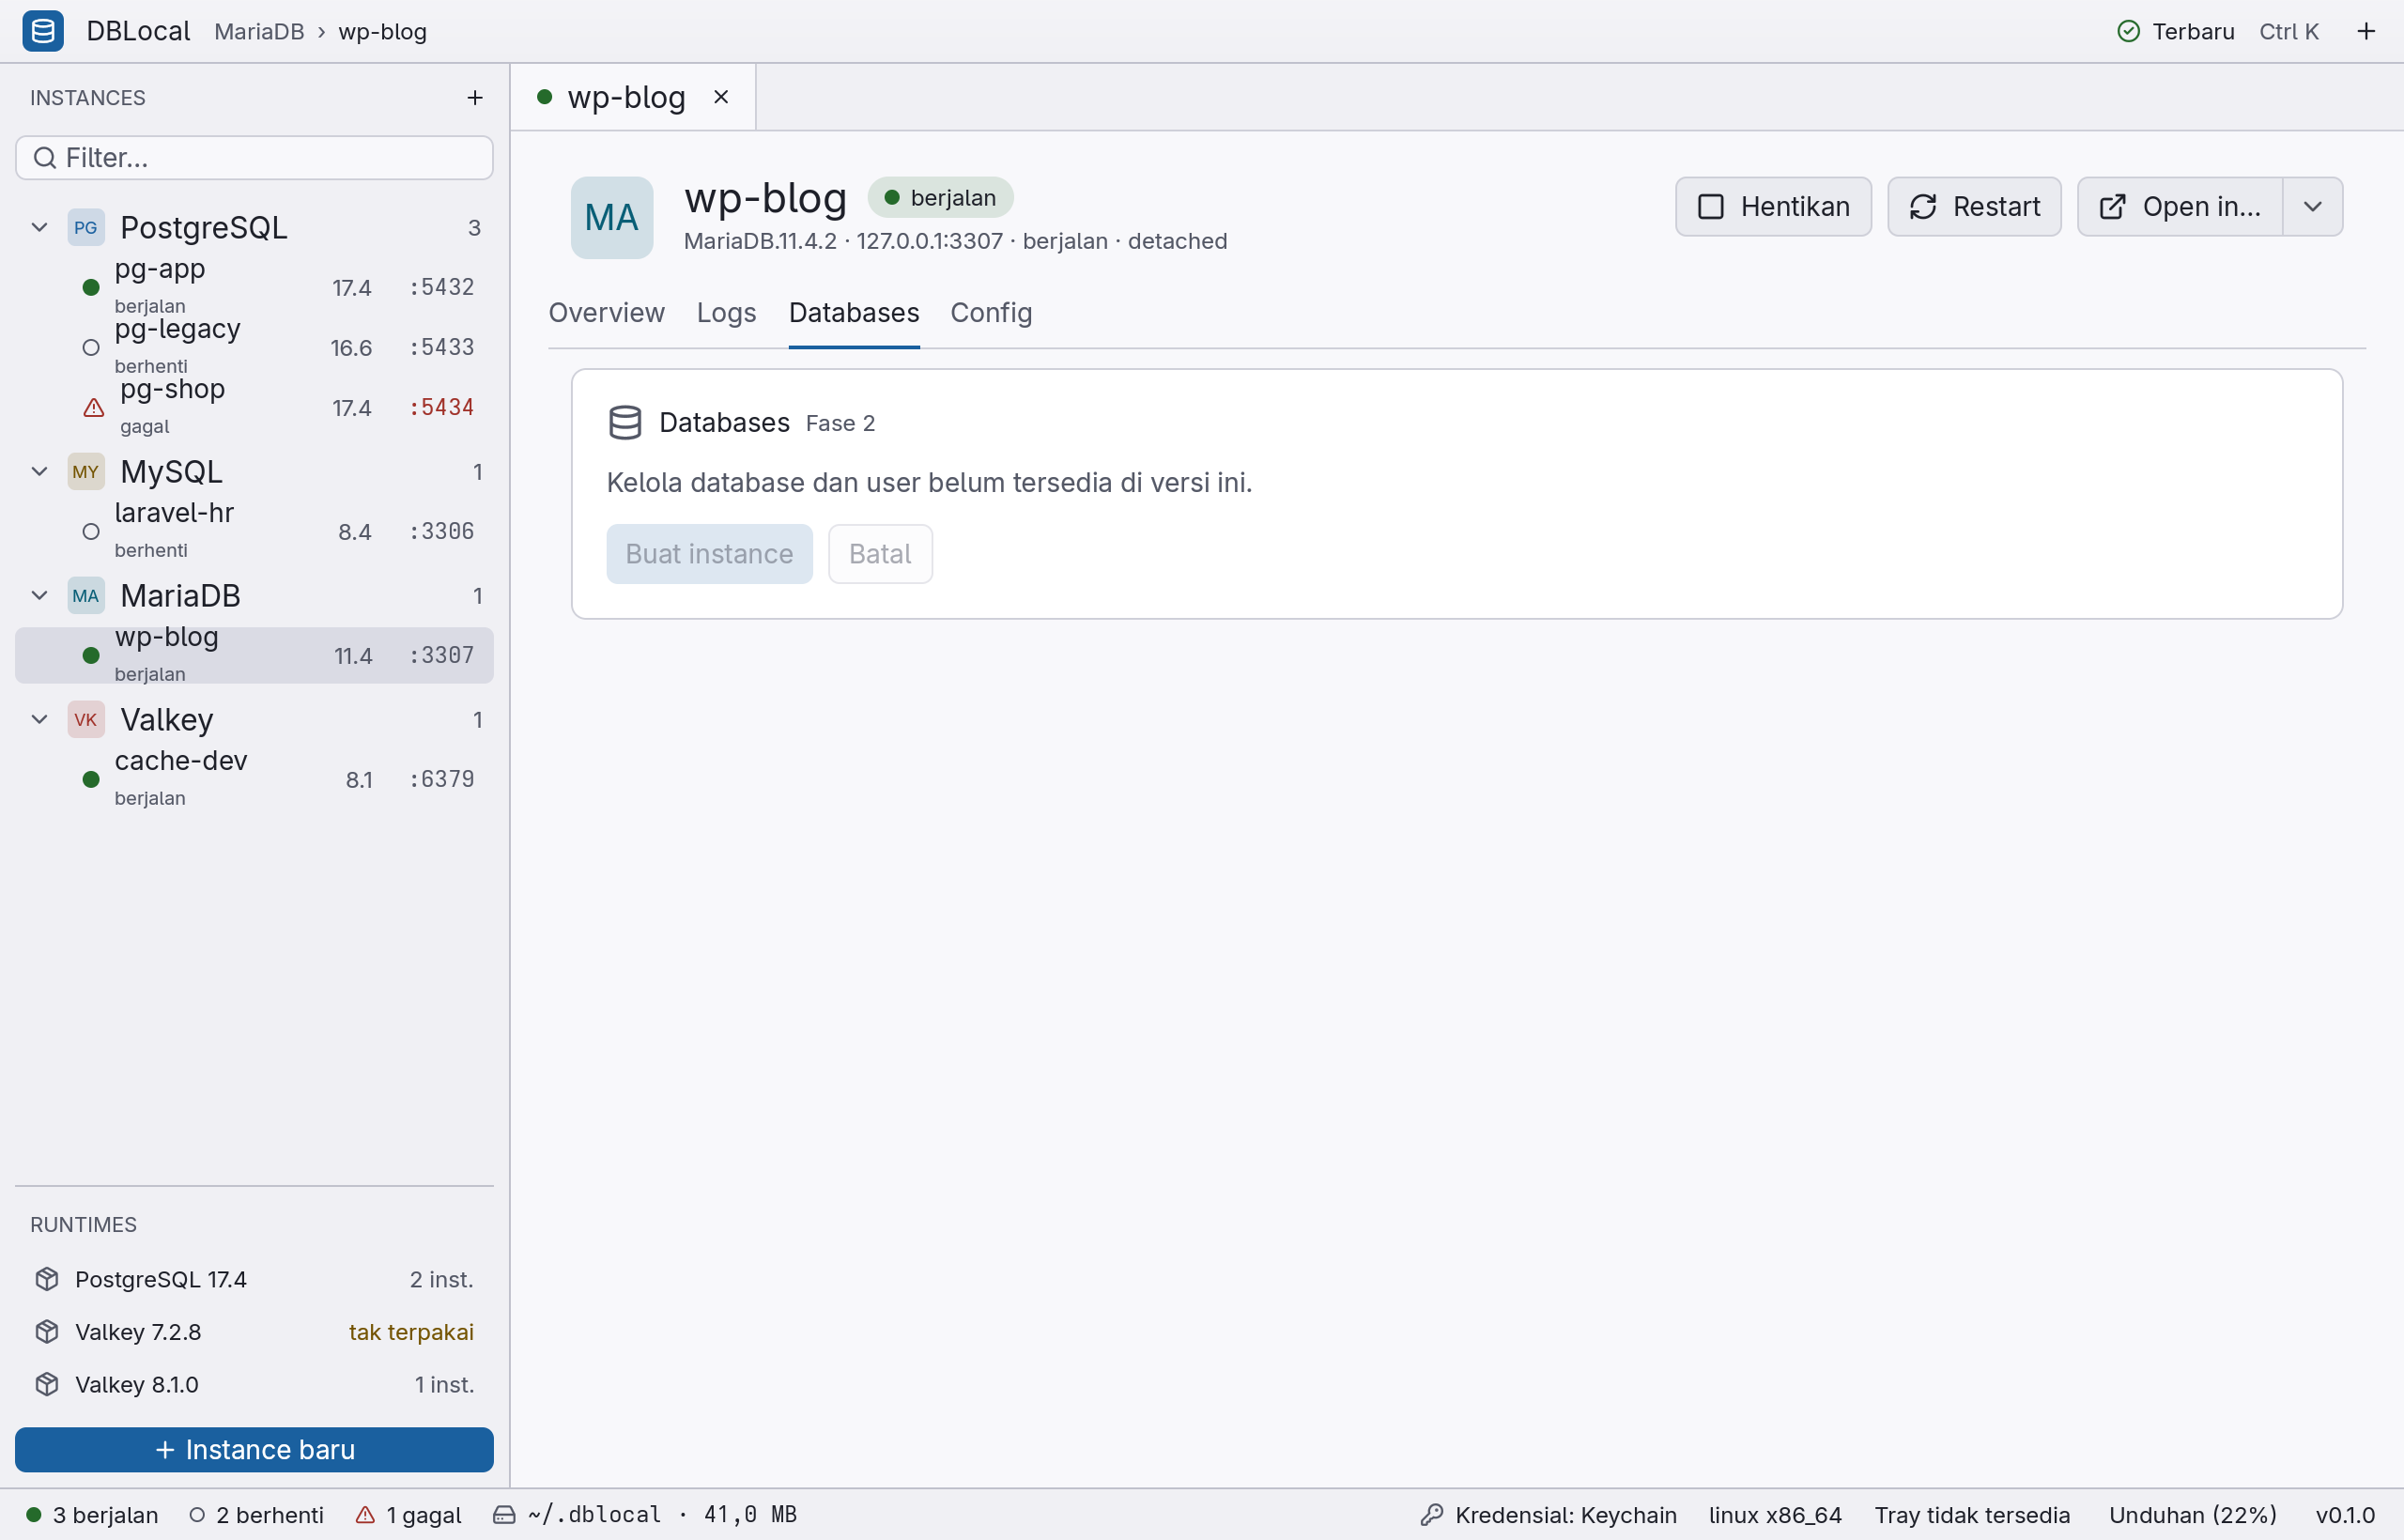 DBLocal MariaDB › wp-blog
Terbaru Ctrl K +
INSTANCES +
Filter...
PG PostgreSQL 3
pg-app 17.4 :5432
berjalan
pg-legacy 16.6 :5433
berhenti
pg-shop 17.4 :5434
gagal
MY MySQL 1
laravel-hr 8.4 :3306
berhenti
MA MariaDB 1
wp-blog 11.4 :3307
berjalan
VK Valkey 1
cache-dev 8.1 :6379
berjalan
RUNTIMES
PostgreSQL 17.4 2 inst.
Valkey 7.2.8 tak terpakai
Valkey 8.1.0 1 inst.
+ Instance baru
wp-blog ×
MA wp-blog berjalan
MariaDB.11.4.2 · 127.0.0.1:3307 · berjalan · detached
Hentikan Restart Open in...
Overview Logs Databases Config
Databases Fase 2
Kelola database dan user belum tersedia di versi ini.
Buat instance Batal
3 berjalan 2 berhenti 1 gagal ~/.dblocal · 41,0 MB
Kredensial: Keychain linux x86_64 Tray tidak tersedia Unduhan (22%) v0.1.0